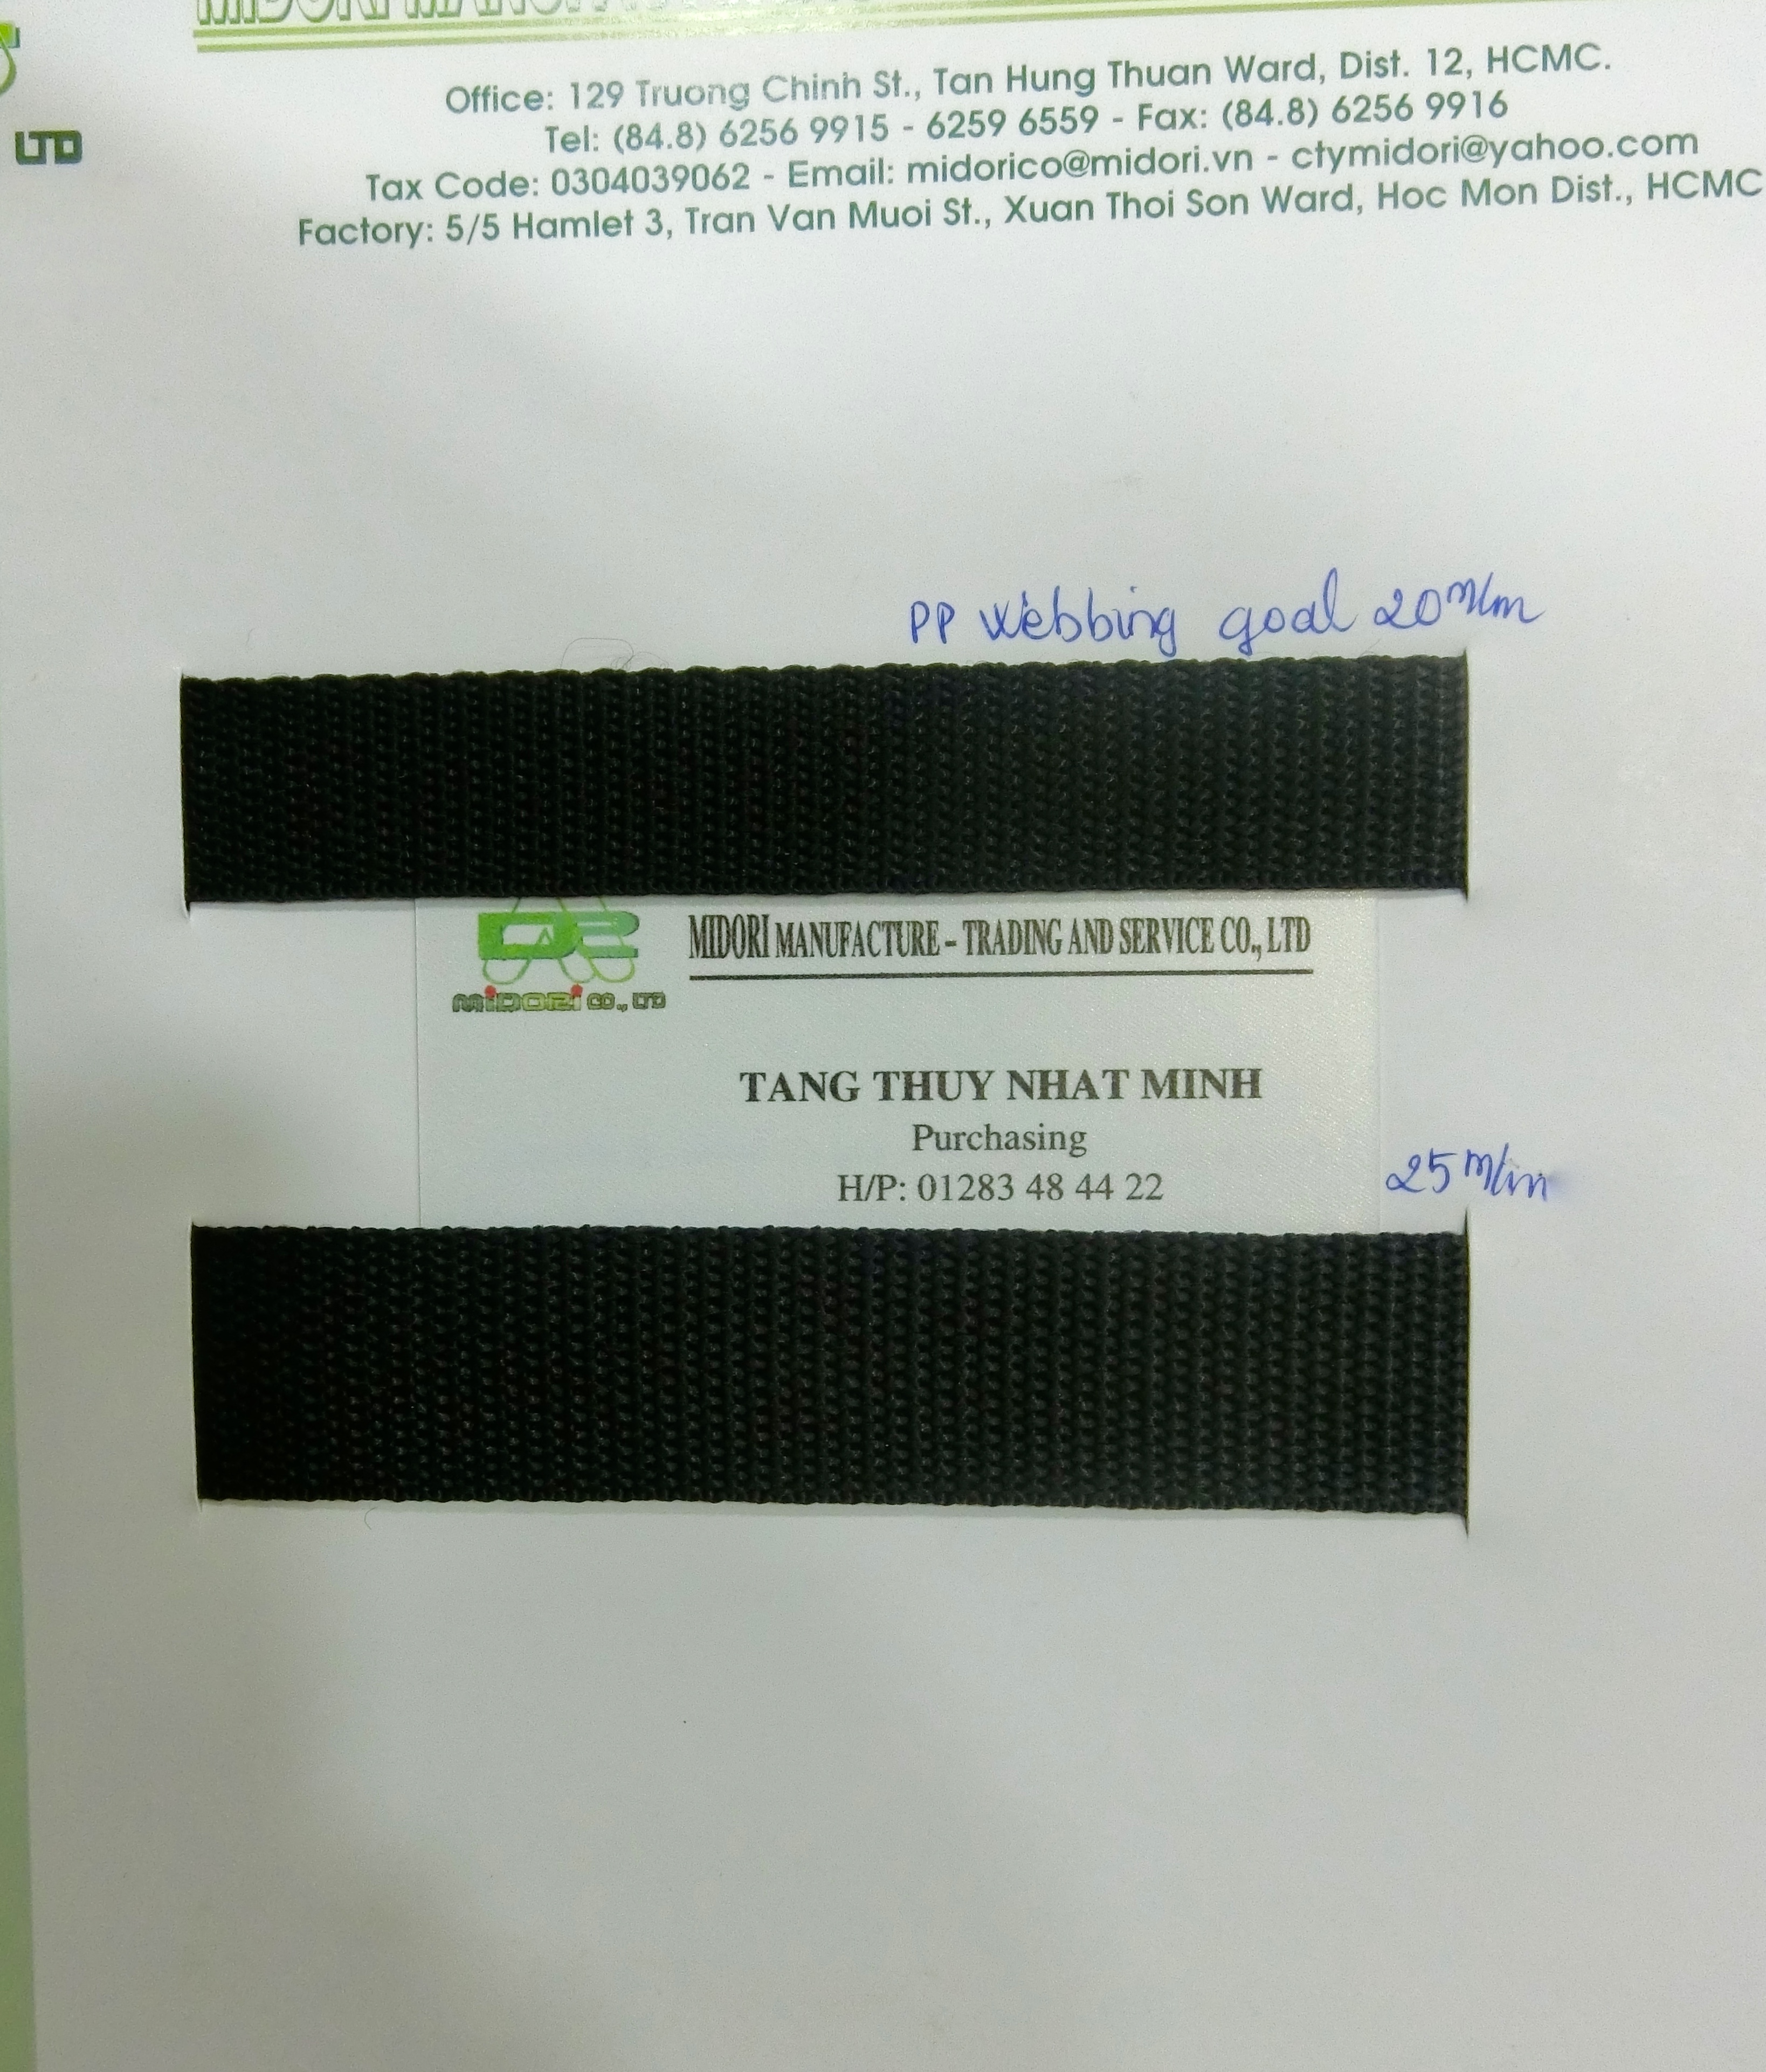 MIDORI MANUFACTURE
LTD
Office: 129 Truong Chinh St., Tan Hung Thuan Ward, Dist. 12, HCMC.
Tel: (84.8) 6256 9915 - 6259 6559 - Fax: (84.8) 6256 9916
Tax Code: 0304039062 - Email: midorico@midori.vn - ctymidori@yahoo.com
Factory: 5/5 Hamlet 3, Tran Van Muoi St., Xuan Thoi Son Ward, Hoc Mon Dist., HCMC
PP Webbing goal 20m/m
MIDORI MANUFACTURE - TRADING AND SERVICE CO., LTD
MIDORI CO., LTD
TANG THUY NHAT MINH
Purchasing
H/P: 01283 48 44 22
25m/m